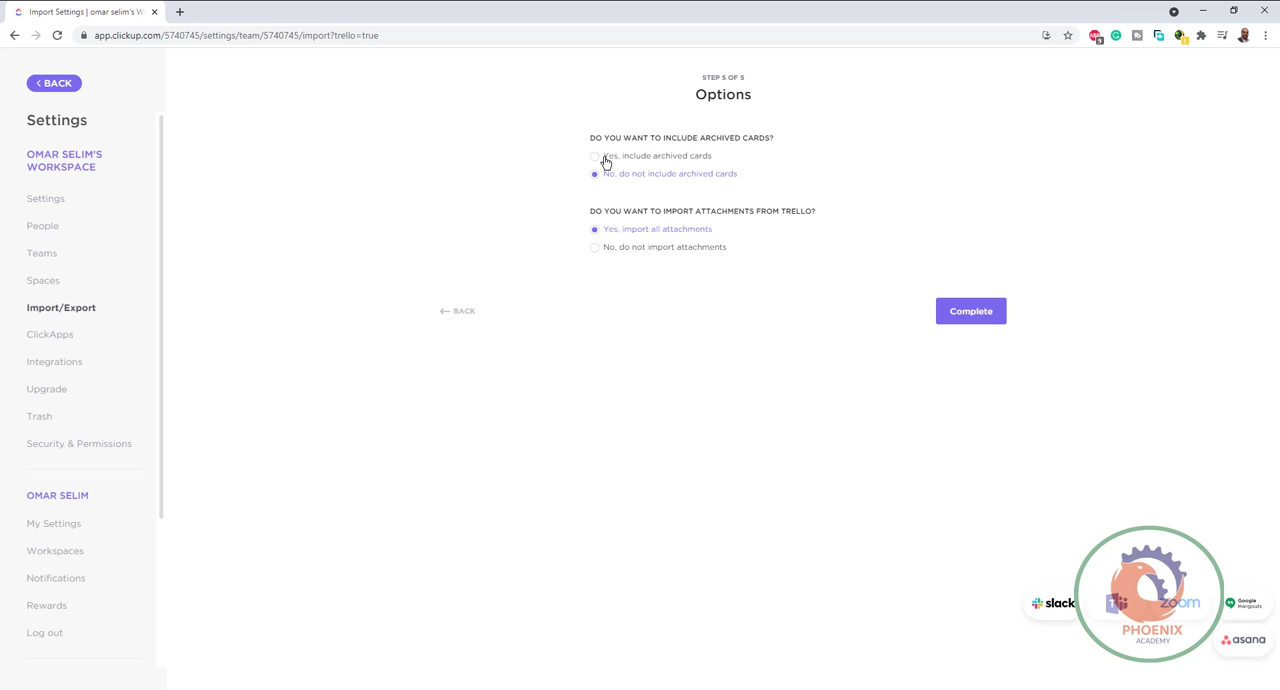 Import Settings | omar selim's W
app.clickup.com/5740745/settings/team/5740745/import?trello=true
9
1
BACK
Settings
OMAR SELIM'S
WORKSPACE
Settings
People
Teams
Spaces
Import/Export
ClickApps
Integrations
Upgrade
Trash
Security & Permissions
OMAR SELIM
My Settings
Workspaces
Notifications
Rewards
Log out
STEP 5 OF 5
Options
DO YOU WANT TO INCLUDE ARCHIVED CARDS?
Yes, include archived cards
No, do not include archived cards
DO YOU WANT TO IMPORT ATTACHMENTS FROM TRELLO?
Yes, import all attachments
No, do not import attachments
BACK
Complete
slack
zoom
Google
Hangouts
asana
PHOENIX
ACADEMY